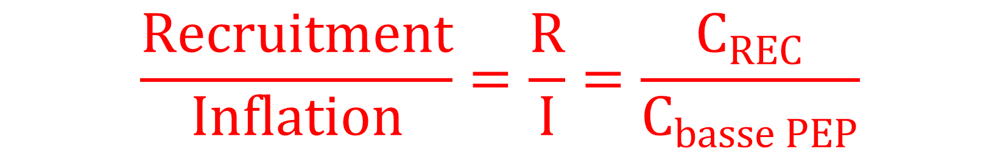 Recruitment / Inflation = R / I = C_REC / C_basse PEP